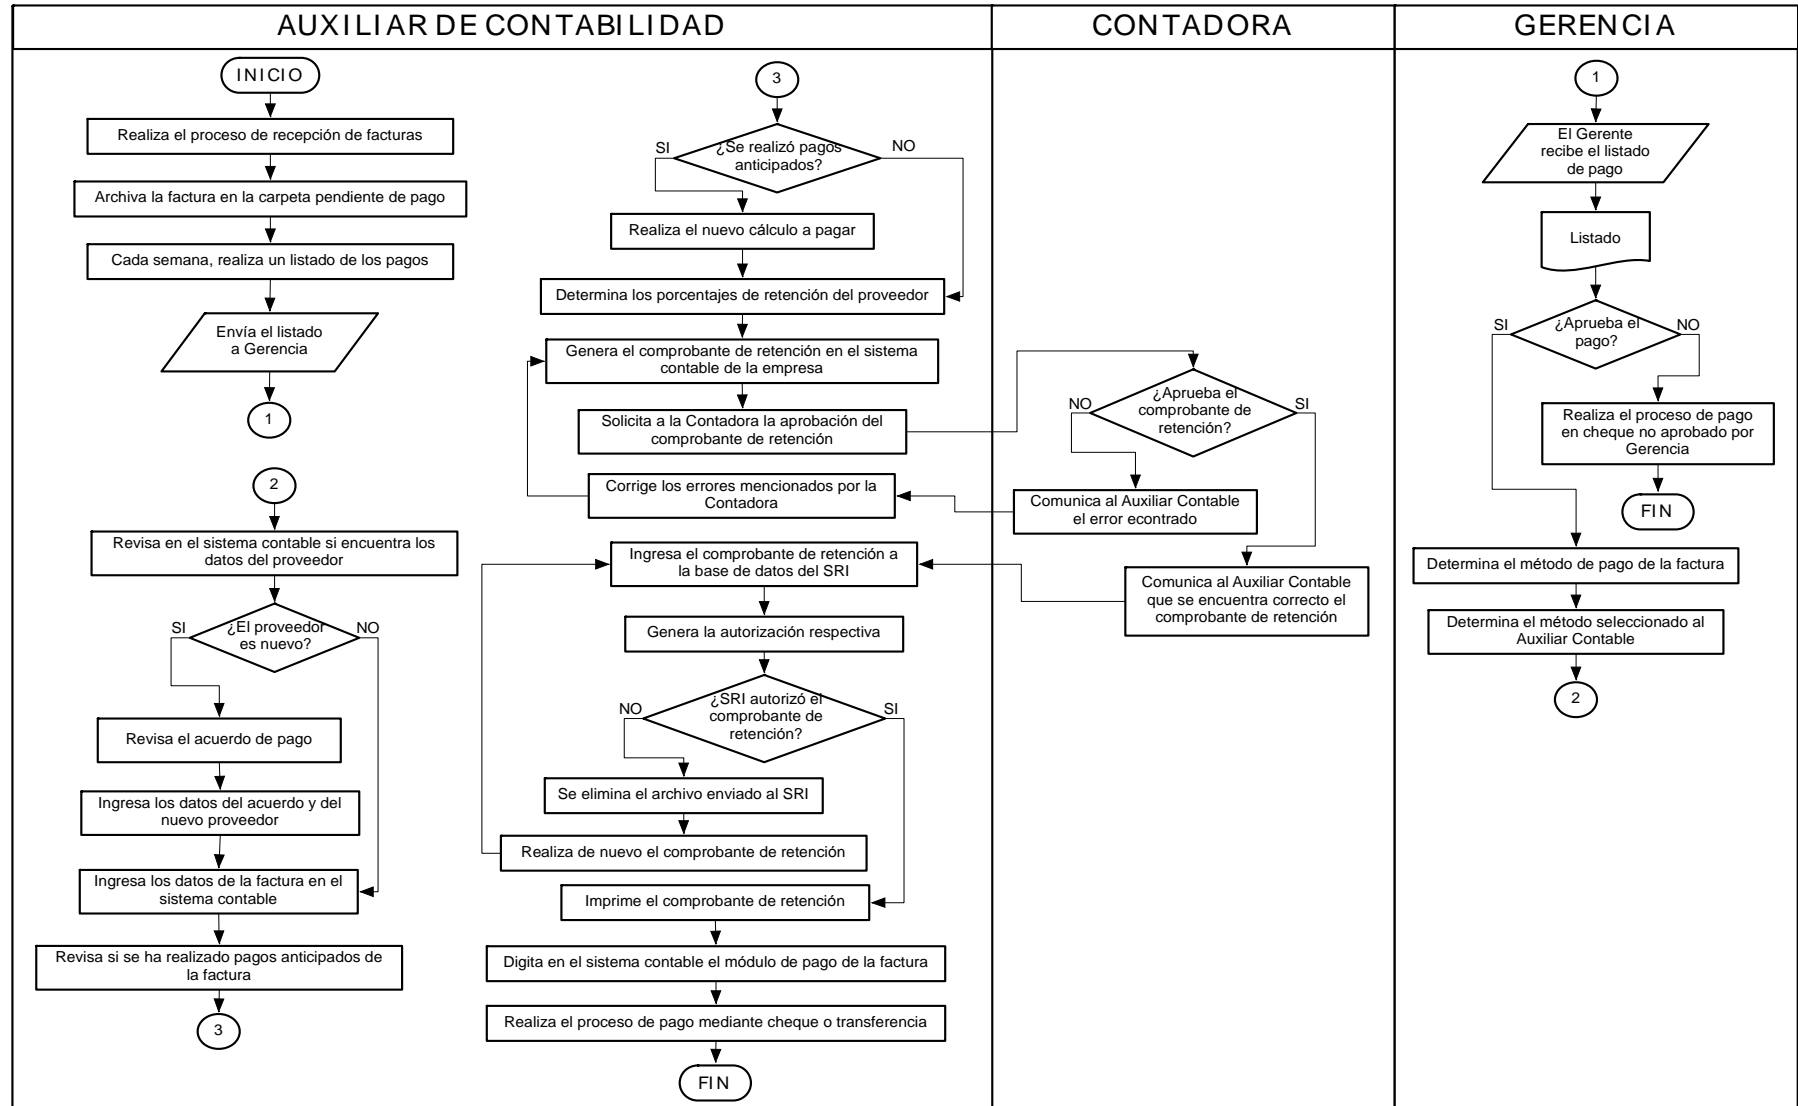 AUXILIAR DE CONTABILIDAD
CONTADORA
GERENCIA
INICIO
Realiza el proceso de recepción de facturas
Archiva la factura en la carpeta pendiente de pago
Cada semana, realiza un listado de los pagos
Envía el listado
a Gerencia
1
2
Revisa en el sistema contable si encuentra los
datos del proveedor
¿El proveedor
es nuevo?
SI
NO
Revisa el acuerdo de pago
Ingresa los datos del acuerdo y del
nuevo proveedor
Ingresa los datos de la factura en el
sistema contable
Revisa si se ha realizado pagos anticipados de
la factura
3
3
¿Se realizó pagos
anticipados?
SI
NO
Realiza el nuevo cálculo a pagar
Determina los porcentajes de retención del proveedor
Genera el comprobante de retención en el sistema
contable de la empresa
Solicita a la Contadora la aprobación del
comprobante de retención
Corrige los errores mencionados por la
Contadora
Ingresa el comprobante de retención a
la base de datos del SRI
Genera la autorización respectiva
¿SRI autorizó el
comprobante de
retención?
NO
SI
Se elimina el archivo enviado al SRI
Realiza de nuevo el comprobante de retención
Imprime el comprobante de retención
Digita en el sistema contable el módulo de pago de la factura
Realiza el proceso de pago mediante cheque o transferencia
FIN
¿Aprueba el
comprobante de
retención?
NO
SI
Comunica al Auxiliar Contable
el error econtrado
Comunica al Auxiliar Contable
que se encuentra correcto el
comprobante de retención
1
El Gerente
recibe el listado
de pago
Listado
¿Aprueba el
pago?
SI
NO
Realiza el proceso de pago
en cheque no aprobado por
Gerencia
FIN
Determina el método de pago de la factura
Determina el método seleccionado al
Auxiliar Contable
2